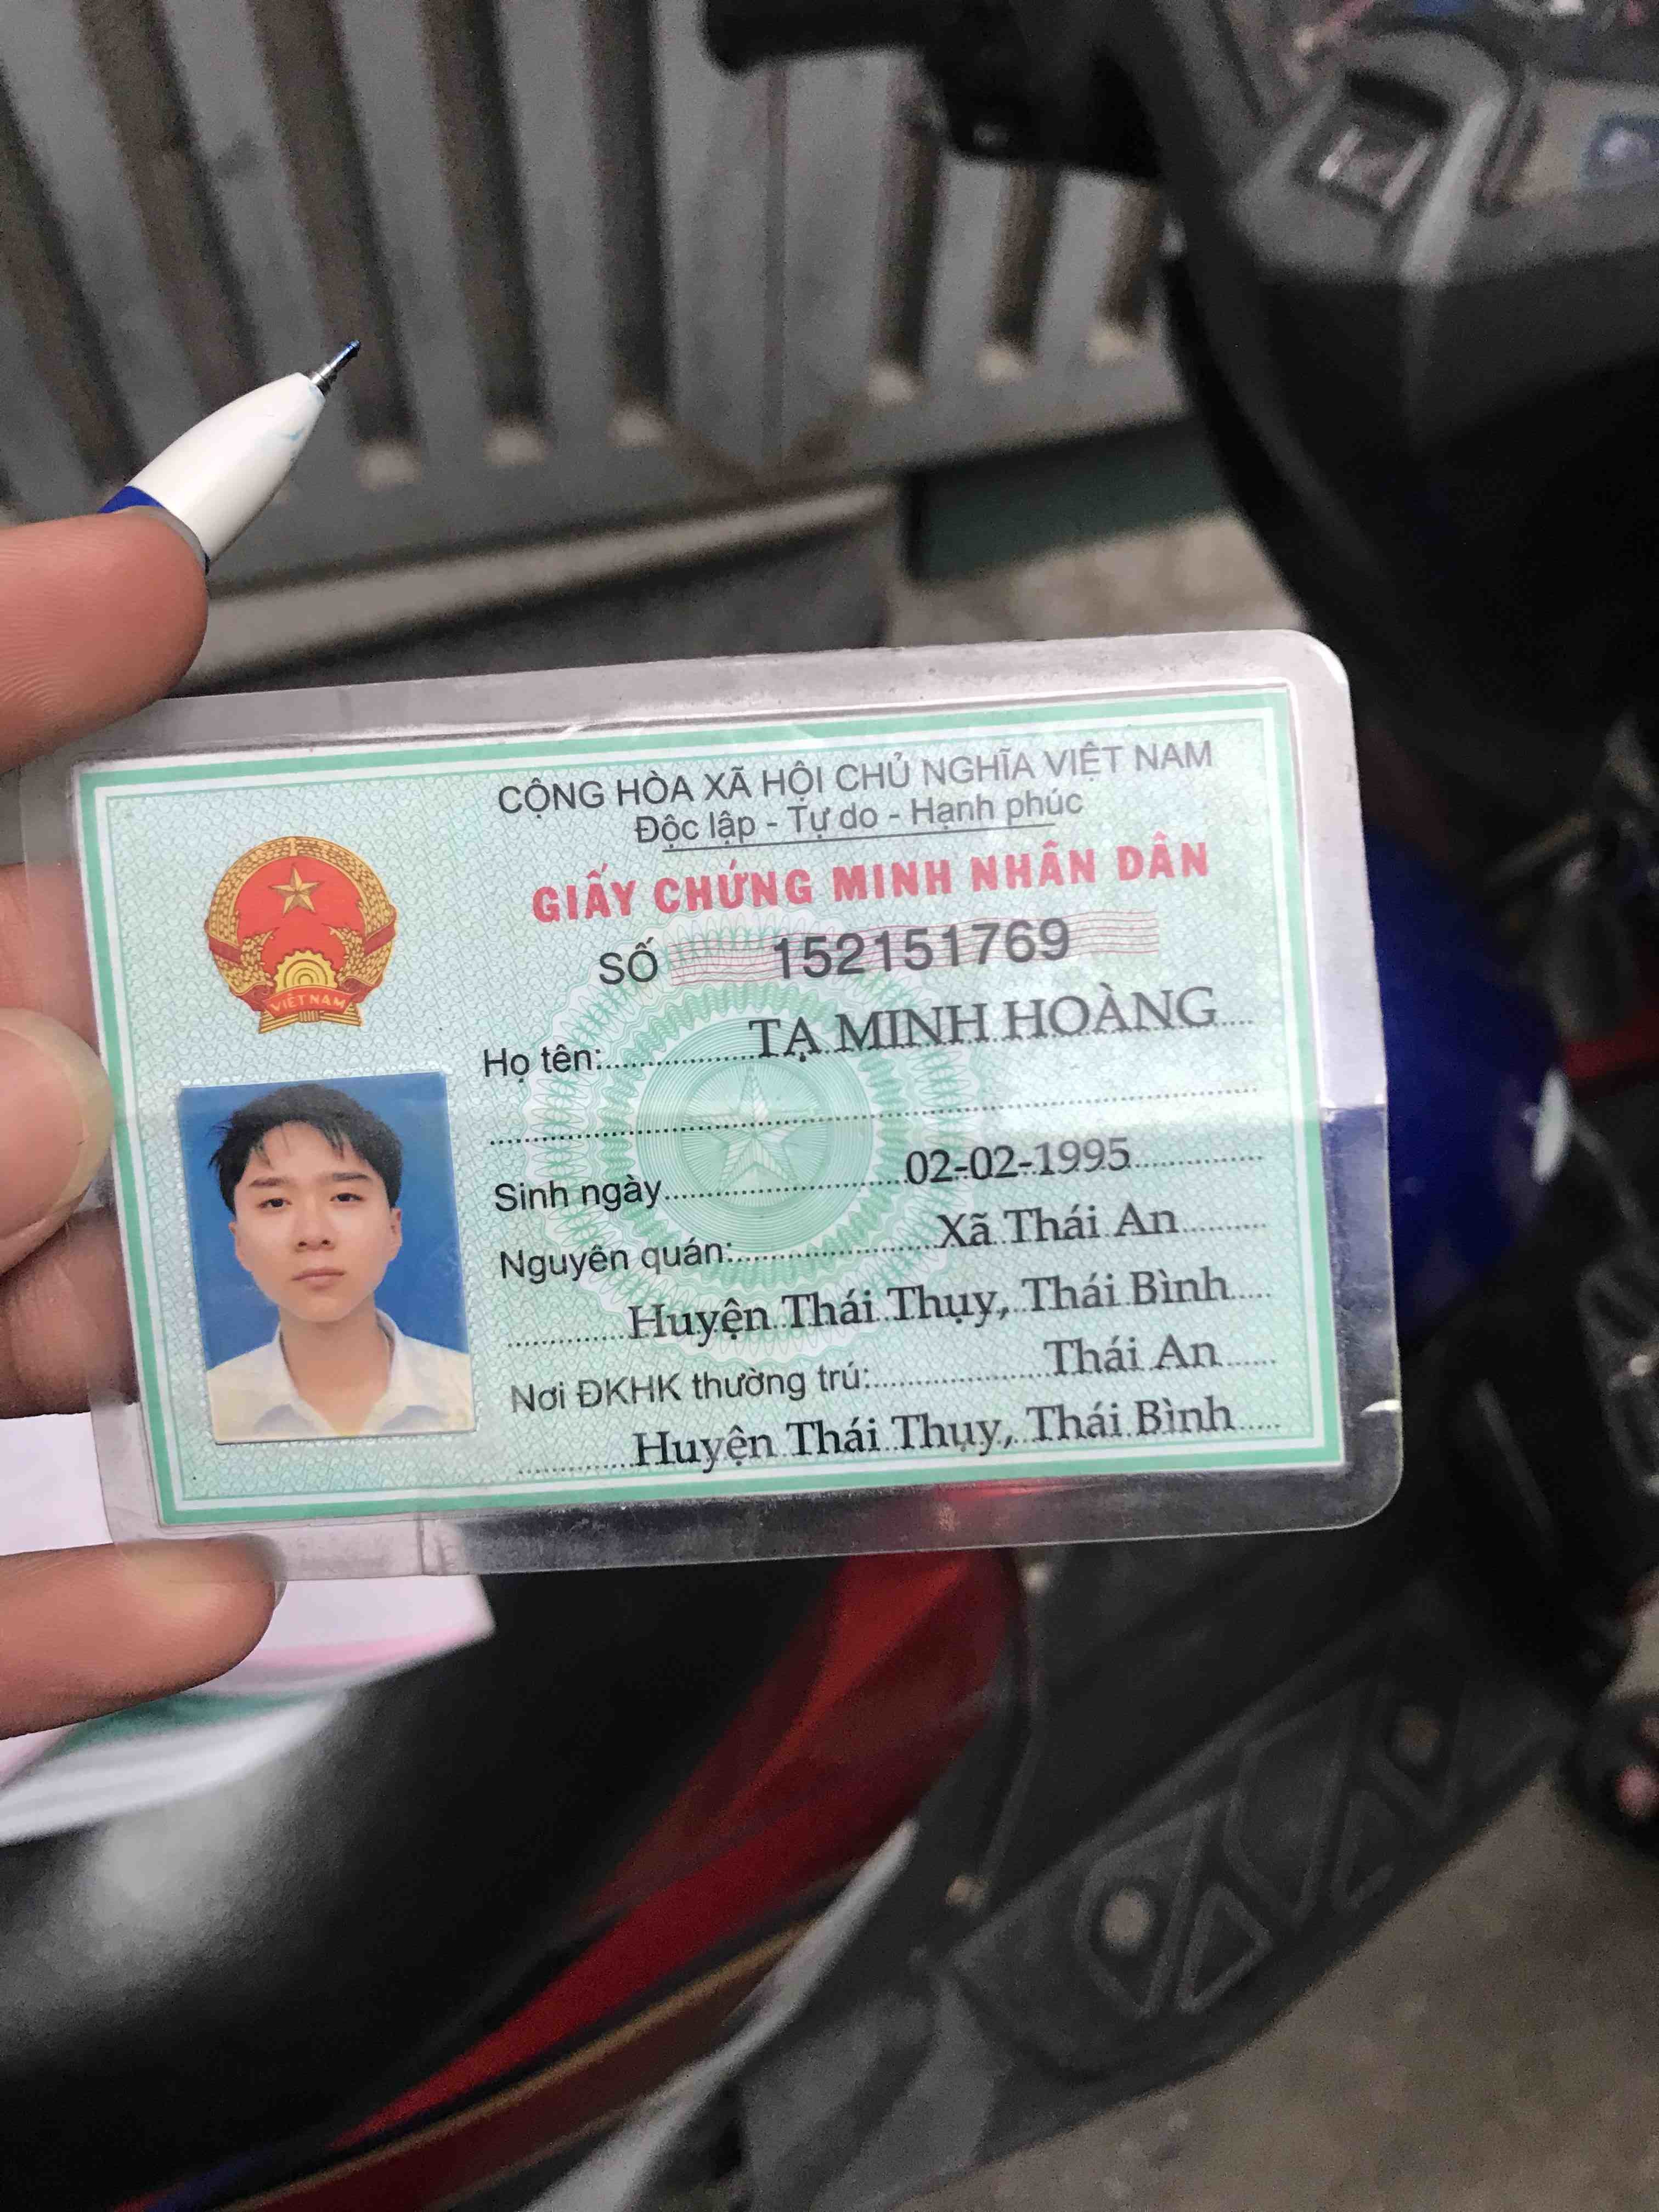 CỘNG HÒA XÃ HỘI CHỦ NGHĨA VIỆT NAM
Độc lập - Tự do - Hạnh phúc
GIẤY CHỨNG MINH NHÂN DÂN
SỐ 152151769
VIỆT NAM
Họ tên: TẠ MINH HOÀNG
Sinh ngày 02-02-1995
Nguyên quán: Xã Thái An
Huyện Thái Thụy, Thái Bình
Nơi ĐKHK thường trú: Thái An
Huyện Thái Thụy, Thái Bình